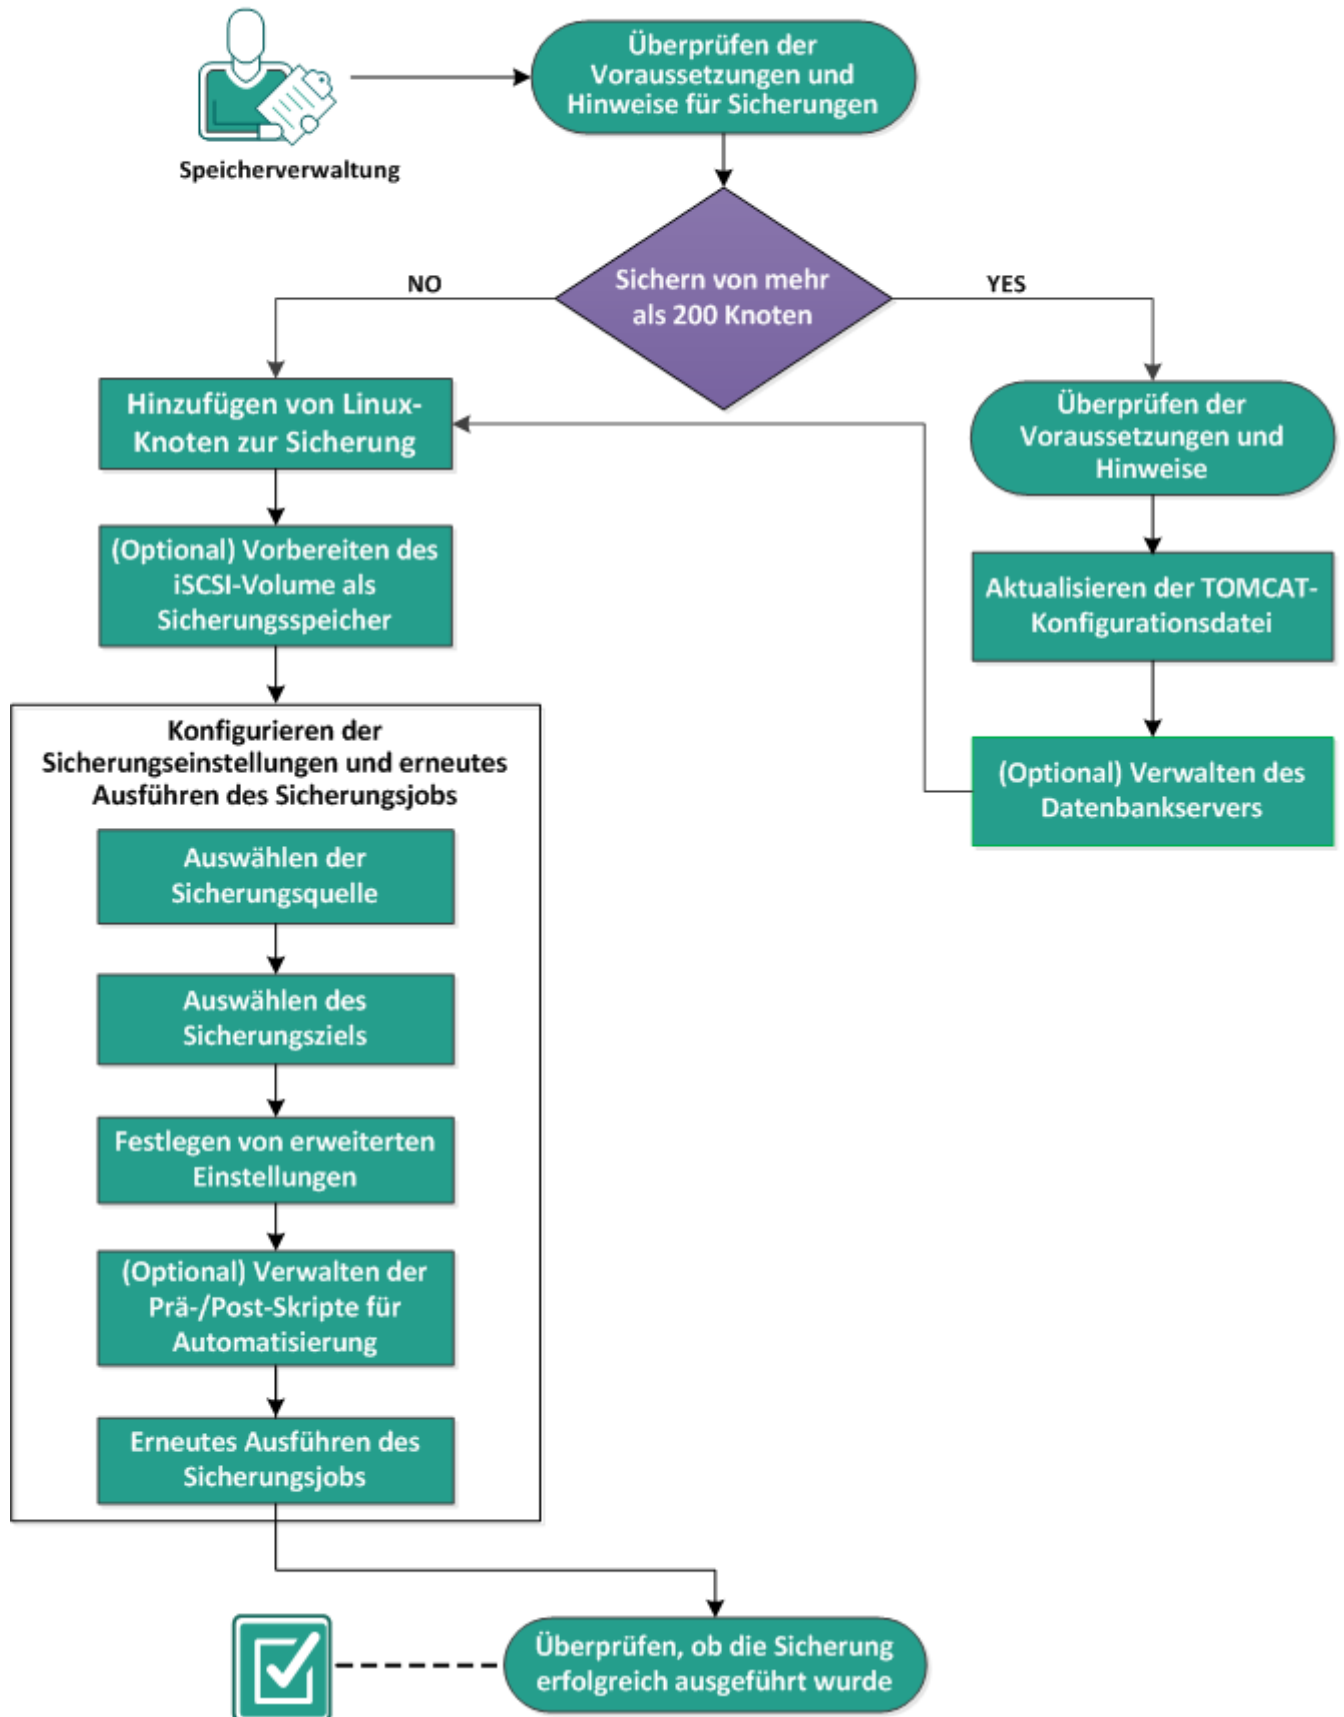 Speicherverwaltung
Überprüfen der
Voraussetzungen und
Hinweise für Sicherungen
Sichern von mehr
als 200 Knoten
NO
YES
Hinzufügen von Linux-
Knoten zur Sicherung
Überprüfen der
Voraussetzungen und
Hinweise
(Optional) Vorbereiten des
iSCSI-Volume als
Sicherungsspeicher
Aktualisieren der TOMCAT-
Konfigurationsdatei
(Optional) Verwalten des
Datenbankservers
Konfigurieren der
Sicherungseinstellungen und erneutes
Ausführen des Sicherungsjobs
Auswählen der
Sicherungsquelle
Auswählen des
Sicherungsziels
Festlegen von erweiterten
Einstellungen
(Optional) Verwalten der
Prä-/Post-Skripte für
Automatisierung
Erneutes Ausführen des
Sicherungsjobs
Überprüfen, ob die Sicherung
erfolgreich ausgeführt wurde